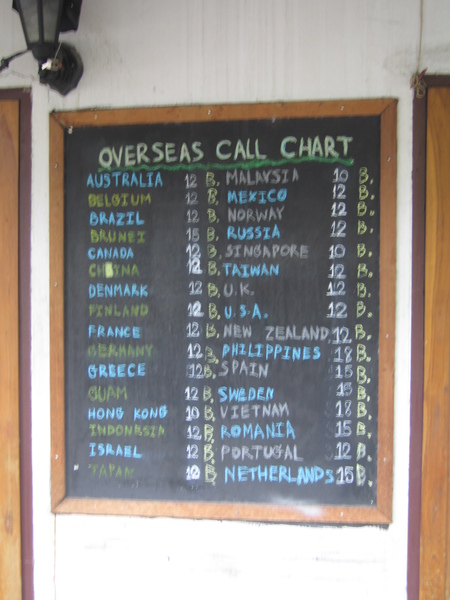 OVERSEAS CALL CHART
AUSTRALIA 12 B. MALAYSIA 10 B.
BELGIUM 12 B. MEXICO 12 B.
BRAZIL 12 B. NORWAY 12 B.
BRUNEI 15 B. RUSSIA 12 B.
CANADA 12 B. SINGAPORE 10 B.
CHINA 12 B. TAIWAN 12 B.
DENMARK 12 B. U.K. 12 B.
FINLAND 12 B. U.S.A. 12 B.
FRANCE 12 B. NEW ZEALAND 12 B.
GERMANY 12 B. PHILIPPINES 18 B.
GREECE 12 B. SPAIN 15 B.
GUAM 12 B. SWEDEN 15 B.
HONG KONG 10 B. VIETNAM 18 B.
INDONESIA 12 B. ROMANIA 15 B.
ISRAEL 12 B. PORTUGAL 12 B.
JAPAN 10 B. NETHERLANDS 15 B.